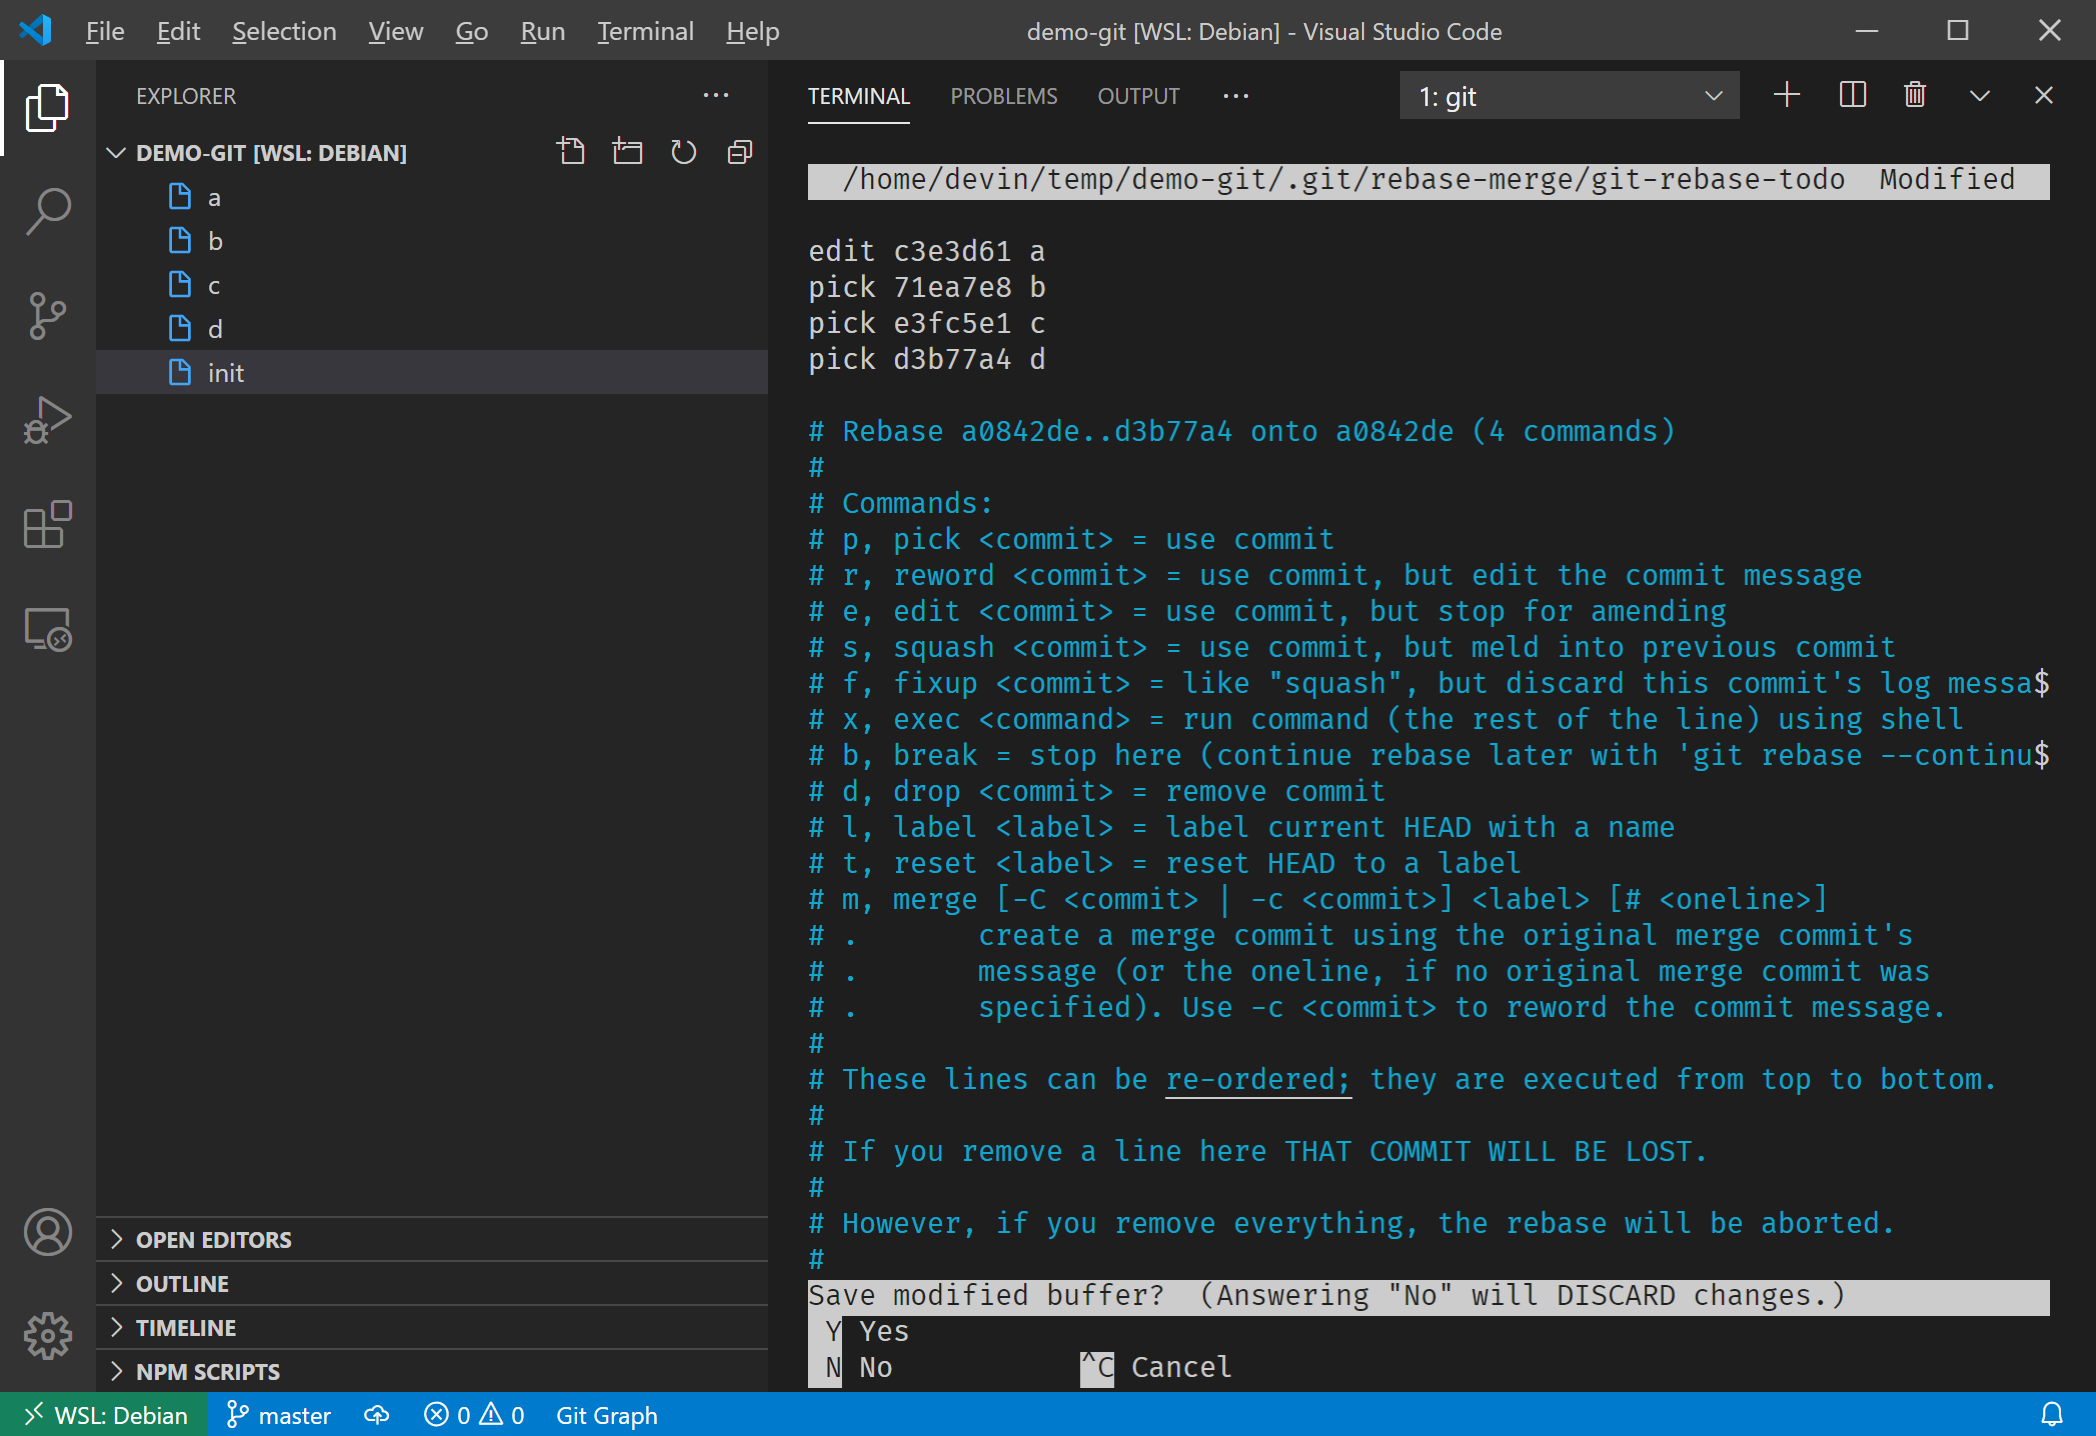 File Edit Selection View Go Run Terminal Help
demo-git [WSL: Debian] - Visual Studio Code
EXPLORER
DEMO-GIT [WSL: DEBIAN]
a
b
c
d
init
OPEN EDITORS
OUTLINE
TIMELINE
NPM SCRIPTS
TERMINAL PROBLEMS OUTPUT
1: git
/home/devin/temp/demo-git/.git/rebase-merge/git-rebase-todo Modified
edit c3e3d61 a
pick 71ea7e8 b
pick e3fc5e1 c
pick d3b77a4 d
# Rebase a0842de..d3b77a4 onto a0842de (4 commands)
#
# Commands:
# p, pick <commit> = use commit
# r, reword <commit> = use commit, but edit the commit message
# e, edit <commit> = use commit, but stop for amending
# s, squash <commit> = use commit, but meld into previous commit
# f, fixup <commit> = like "squash", but discard this commit's log messa$
# x, exec <command> = run command (the rest of the line) using shell
# b, break = stop here (continue rebase later with 'git rebase --continu$
# d, drop <commit> = remove commit
# l, label <label> = label current HEAD with a name
# t, reset <label> = reset HEAD to a label
# m, merge [-C <commit> | -c <commit>] <label> [# <oneline>]
# .       create a merge commit using the original merge commit's
# .       message (or the oneline, if no original merge commit was
# .       specified). Use -c <commit> to reword the commit message.
#
# These lines can be re-ordered; they are executed from top to bottom.
#
# If you remove a line here THAT COMMIT WILL BE LOST.
#
# However, if you remove everything, the rebase will be aborted.
#
Save modified buffer?  (Answering "No" will DISCARD changes.)
Y Yes
N No ^C Cancel
WSL: Debian master 0 0 Git Graph